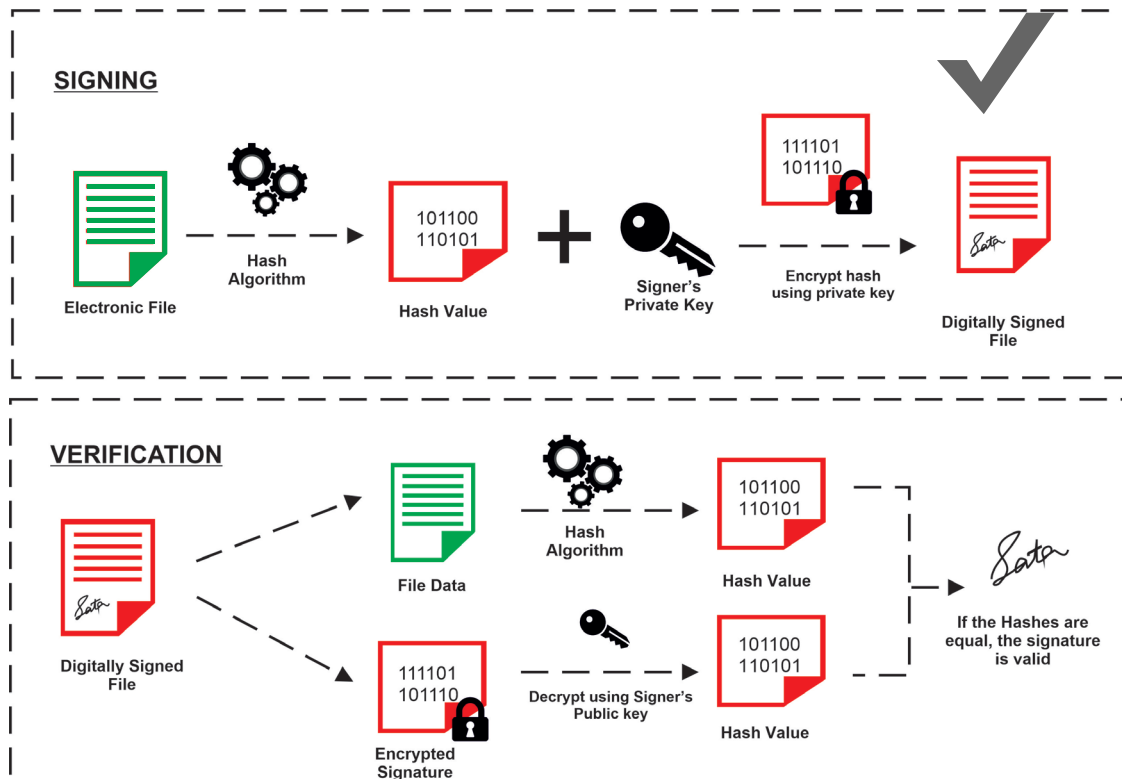 SIGNING
111101
101110
101100
110101
Hash
Algorithm
Electronic File
Hash Value
Signer's
Private Key
Encrypt hash
using private key
Digitally Signed
File
VERIFICATION
101100
110101
Hash
Algorithm
File Data
Hash Value
Digitally Signed
File
111101
101110
Encrypted
Signature
Decrypt using Signer's
Public key
101100
110101
Hash Value
If the Hashes are
equal, the signature
is valid